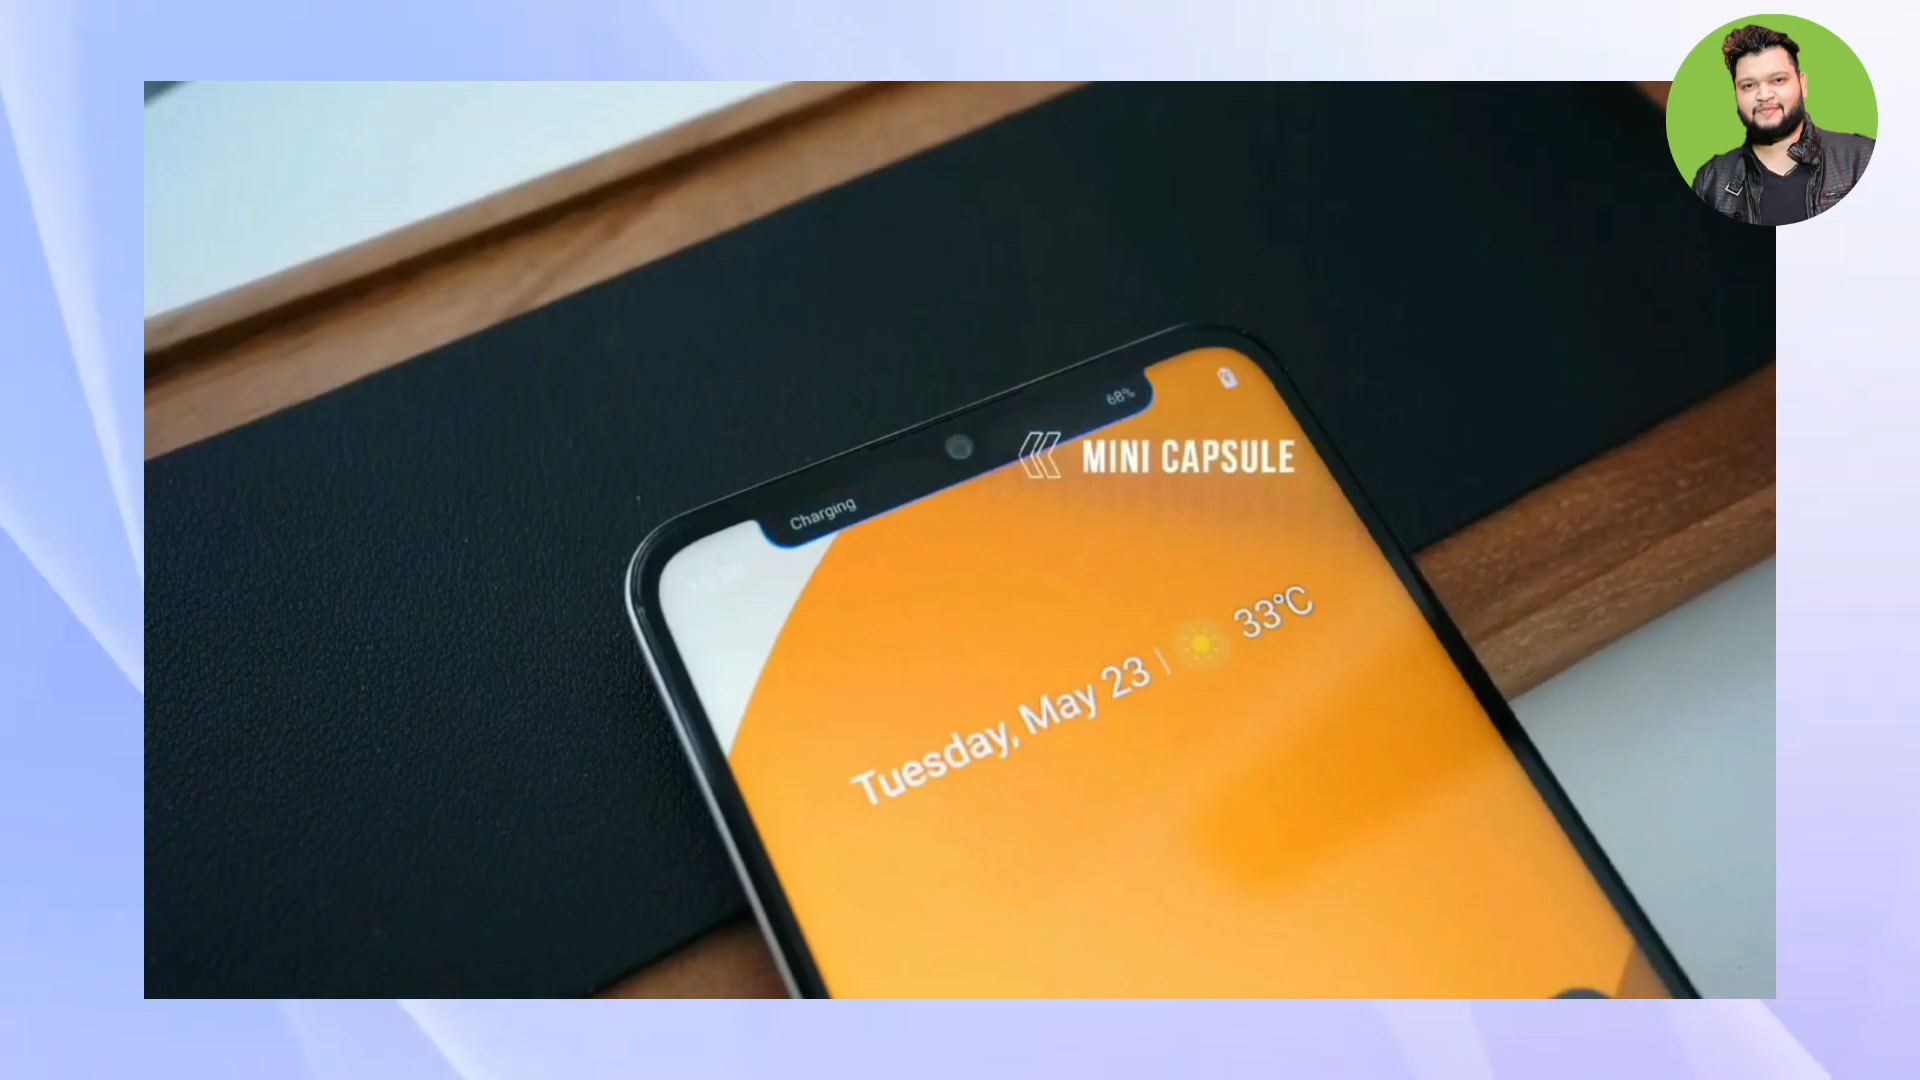 68%
MINI CAPSULE
Charging
33°C
Tuesday, May 23 |